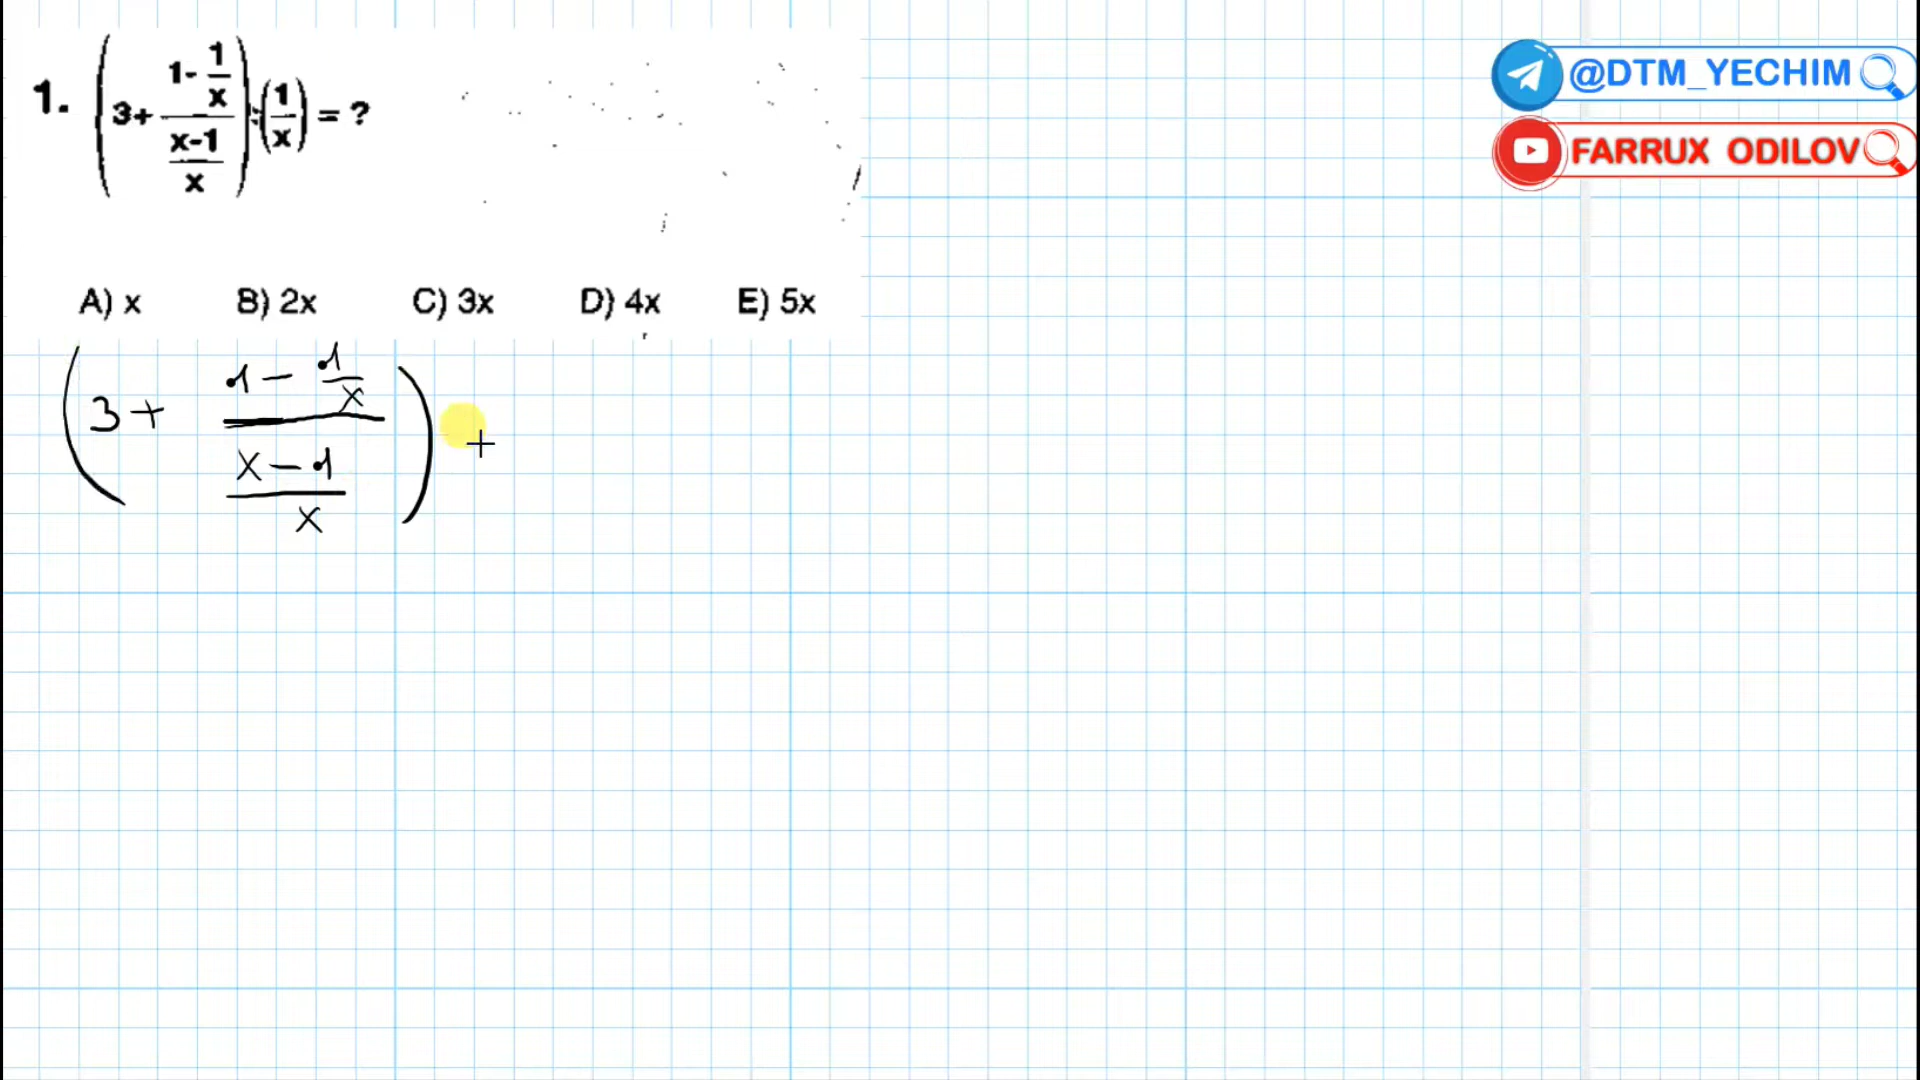 1. (3+ (1- 1/x)/((x-1)/x)) : (1/x) = ?
A) x B) 2x C) 3x D) 4x E) 5x
(3+ (1 - 1/x)/((x-1)/x))
@DTM_YECHIM
FARRUX ODILOV